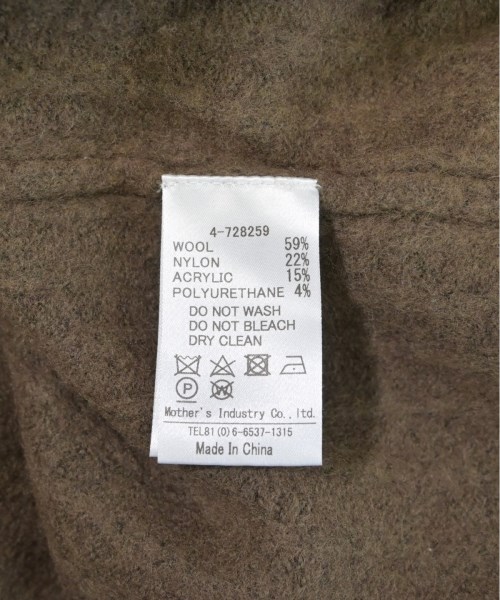 4-728259
WOOL 59%
NYLON 22%
ACRYLIC 15%
POLYURETHANE 4%
DO NOT WASH
DO NOT BLEACH
DRY CLEAN
P W
Mother's Industry Co., ltd.
TEL81(0)6-6537-1315
Made In China